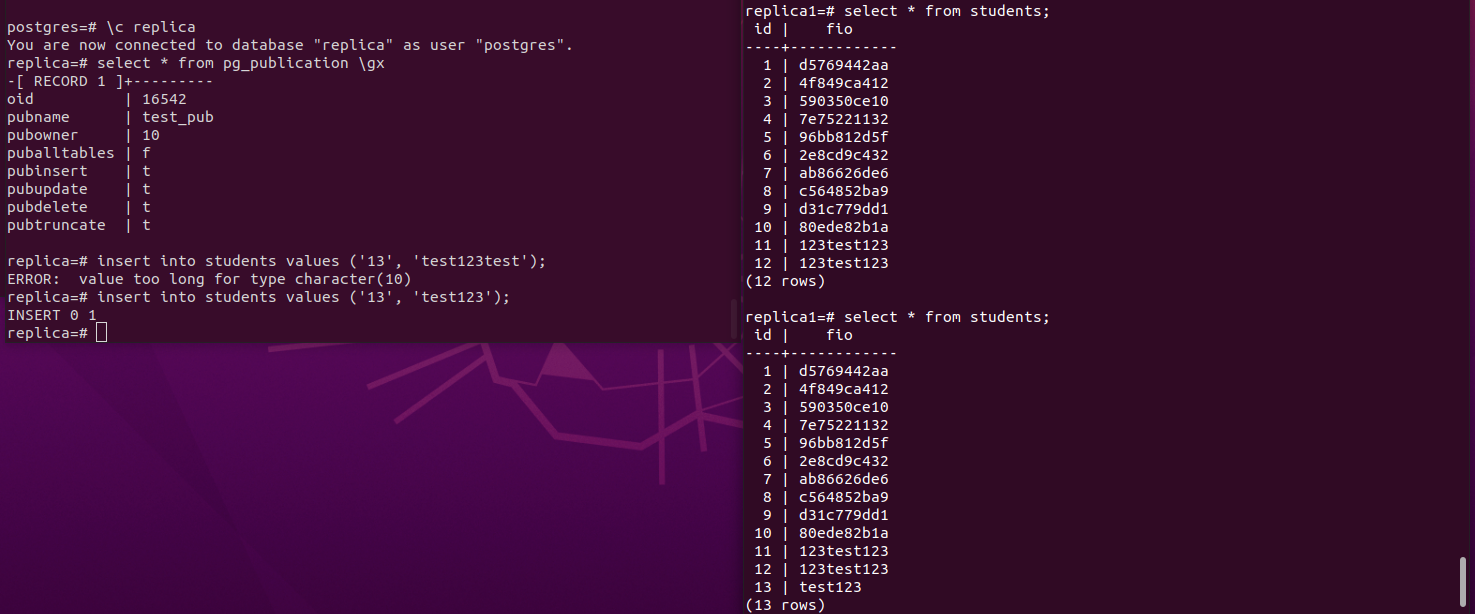 postgres=# \c replica
You are now connected to database "replica" as user "postgres".
replica=# select * from pg_publication \gx
-[ RECORD 1 ]+---------
oid          | 16542
pubname      | test_pub
pubowner     | 10
puballtables | f
pubinsert    | t
pubupdate    | t
pubdelete    | t
pubtruncate  | t
replica=# insert into students values ('13', 'test123test');
ERROR:  value too long for type character(10)
replica=# insert into students values ('13', 'test123');
INSERT 0 1
replica=#
replica1=# select * from students;
 id |    fio
----+------------
  1 | d5769442aa
  2 | 4f849ca412
  3 | 590350ce10
  4 | 7e75221132
  5 | 96bb812d5f
  6 | 2e8cd9c432
  7 | ab86626de6
  8 | c564852ba9
  9 | d31c779dd1
 10 | 80ede82b1a
 11 | 123test123
 12 | 123test123
(12 rows)
replica1=# select * from students;
 id |    fio
----+------------
  1 | d5769442aa
  2 | 4f849ca412
  3 | 590350ce10
  4 | 7e75221132
  5 | 96bb812d5f
  6 | 2e8cd9c432
  7 | ab86626de6
  8 | c564852ba9
  9 | d31c779dd1
 10 | 80ede82b1a
 11 | 123test123
 12 | 123test123
 13 | test123
(13 rows)